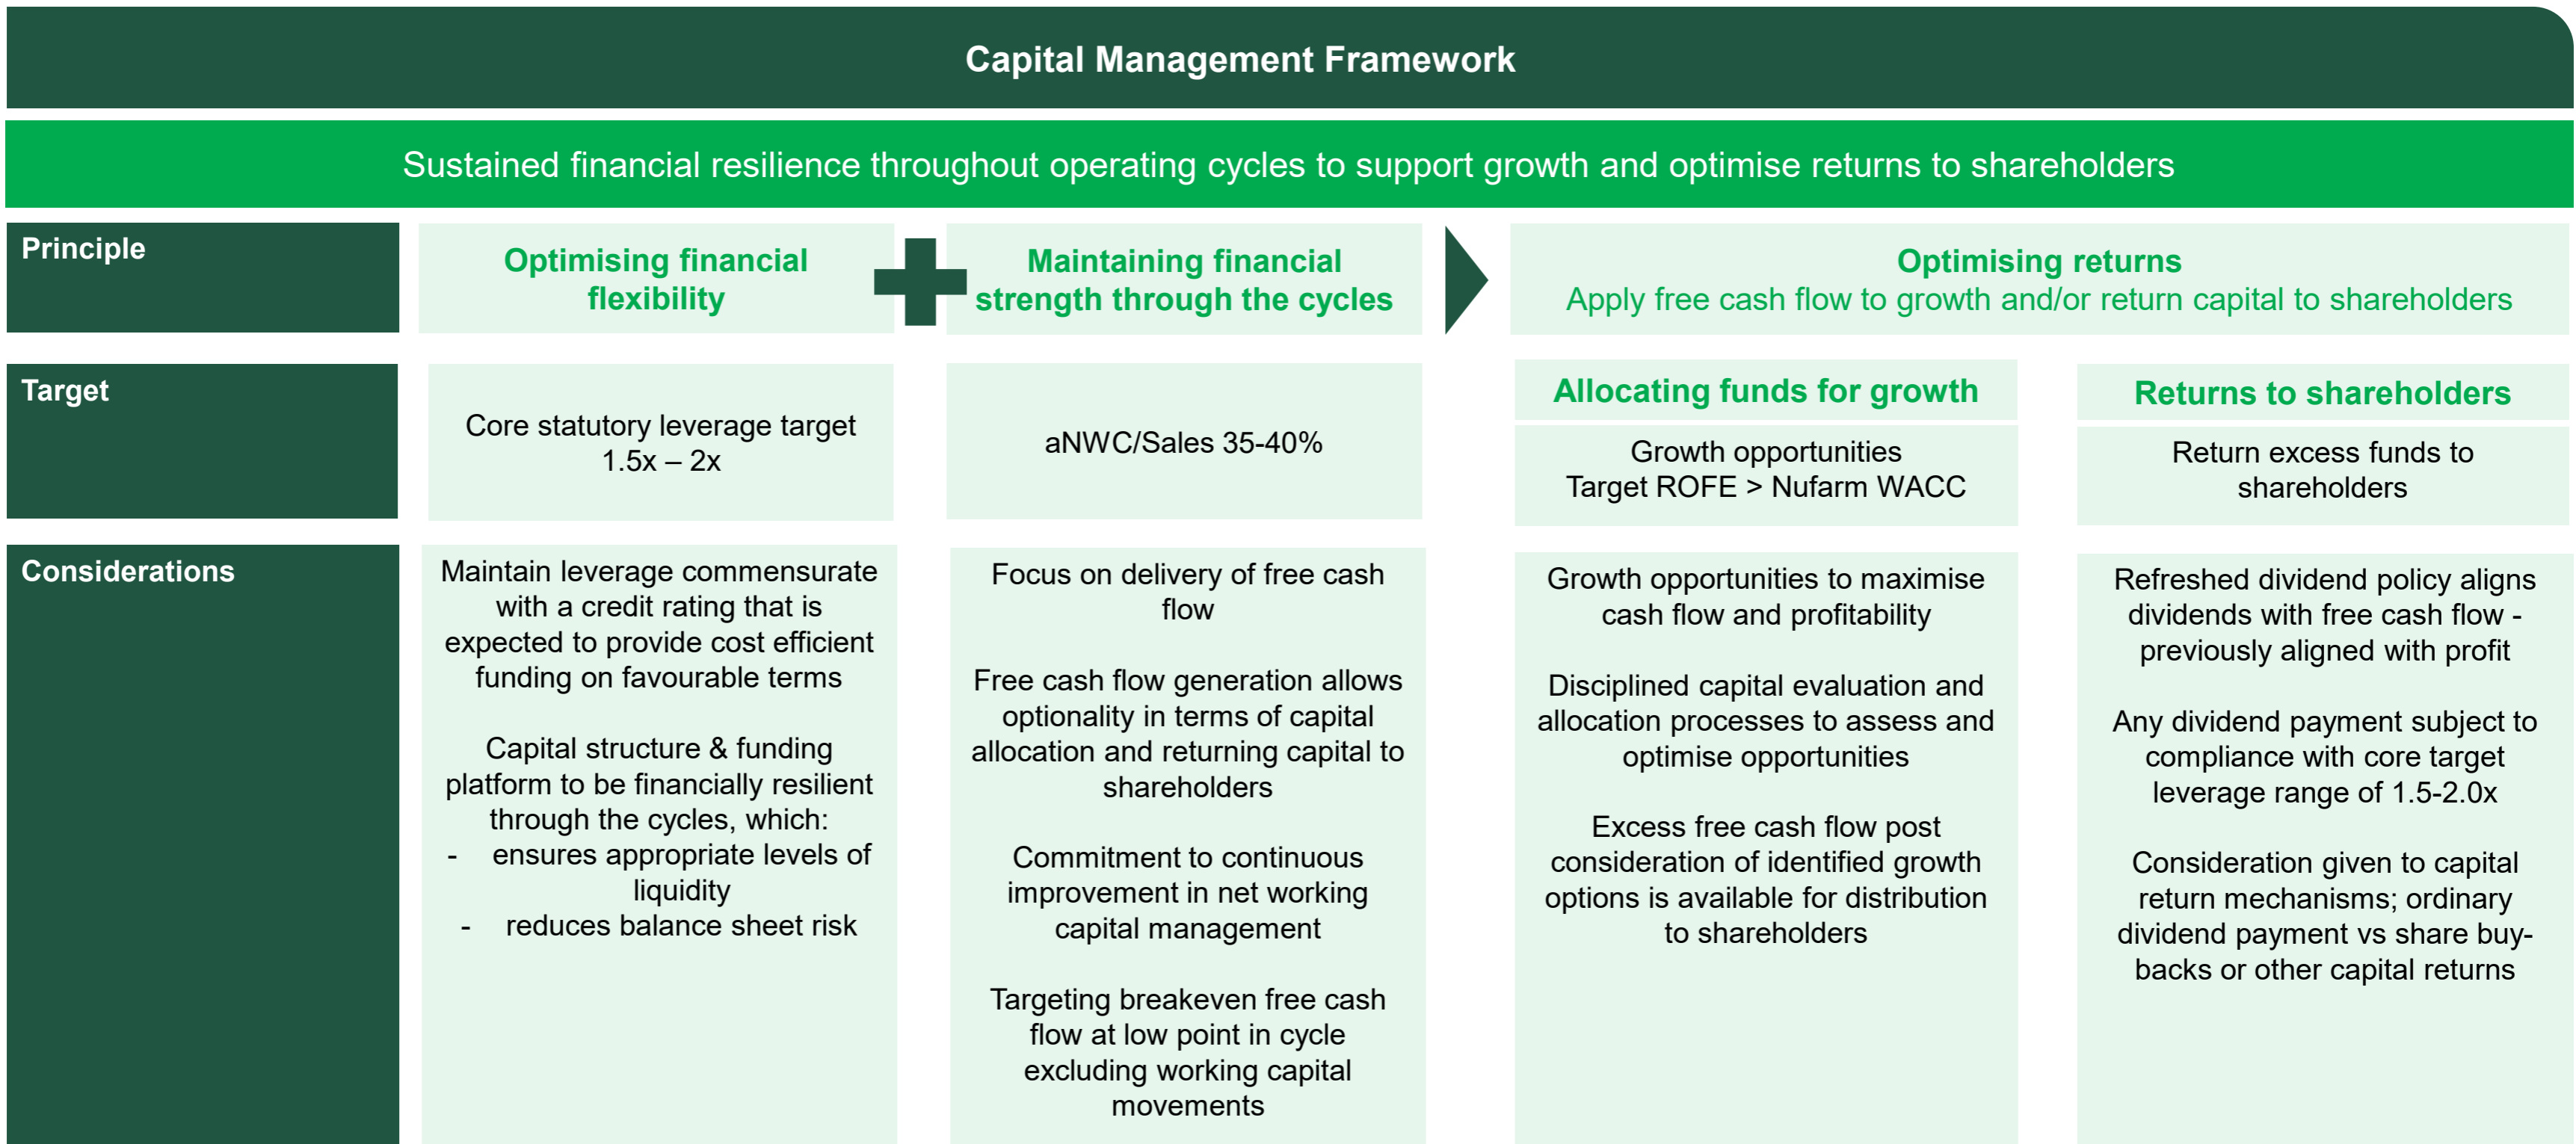 Capital Management Framework
Sustained financial resilience throughout operating cycles to support growth and optimise returns to shareholders
Principle
Optimising financial
flexibility
Maintaining financial
strength through the cycles
Optimising returns
Apply free cash flow to growth and/or return capital to shareholders
Target
Core statutory leverage target
1.5x – 2x
aNWC/Sales 35-40%
Allocating funds for growth
Growth opportunities
Target ROFE > Nufarm WACC
Returns to shareholders
Return excess funds to
shareholders
Considerations
Maintain leverage commensurate
with a credit rating that is
expected to provide cost efficient
funding on favourable terms
Capital structure & funding
platform to be financially resilient
through the cycles, which:
- ensures appropriate levels of
liquidity
- reduces balance sheet risk
Focus on delivery of free cash
flow
Free cash flow generation allows
optionality in terms of capital
allocation and returning capital to
shareholders
Commitment to continuous
improvement in net working
capital management
Targeting breakeven free cash
flow at low point in cycle
excluding working capital
movements
Growth opportunities to maximise
cash flow and profitability
Disciplined capital evaluation and
allocation processes to assess and
optimise opportunities
Excess free cash flow post
consideration of identified growth
options is available for distribution
to shareholders
Refreshed dividend policy aligns
dividends with free cash flow -
previously aligned with profit
Any dividend payment subject to
compliance with core target
leverage range of 1.5-2.0x
Consideration given to capital
return mechanisms; ordinary
dividend payment vs share buy-
backs or other capital returns